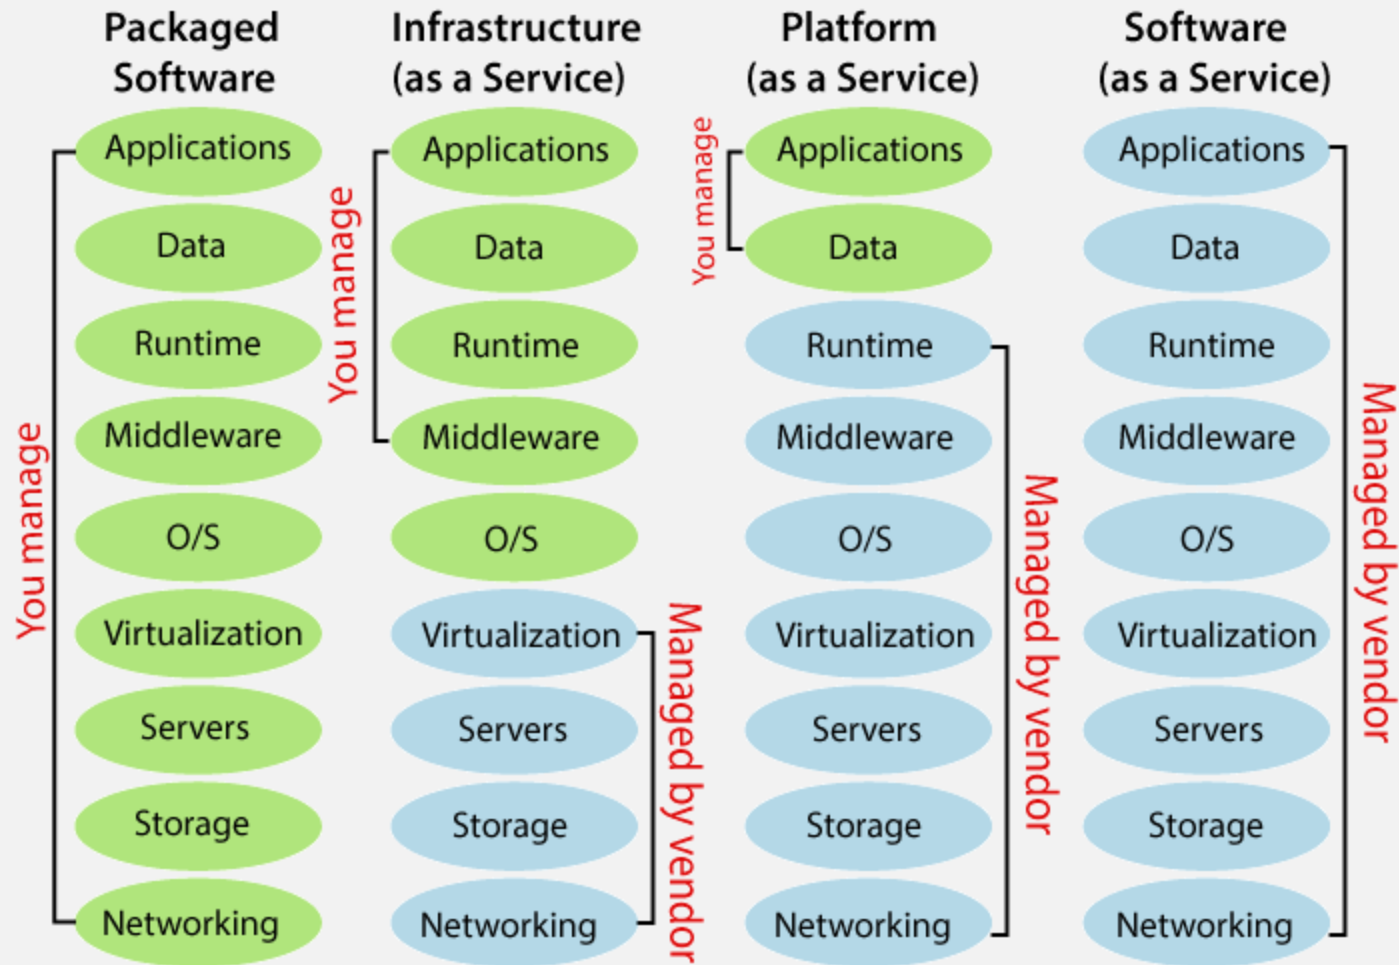 Packaged
Software
Infrastructure
(as a Service)
Platform
(as a Service)
Software
(as a Service)
You manage
Applications
Data
Runtime
Middleware
O/S
Virtualization
Servers
Storage
Networking
You manage
Applications
Data
Runtime
Middleware
O/S
Virtualization
Servers
Storage
Networking
Managed by vendor
You manage
Applications
Data
Runtime
Middleware
O/S
Virtualization
Servers
Storage
Networking
Managed by vendor
Applications
Data
Runtime
Middleware
O/S
Virtualization
Servers
Storage
Networking
Managed by vendor